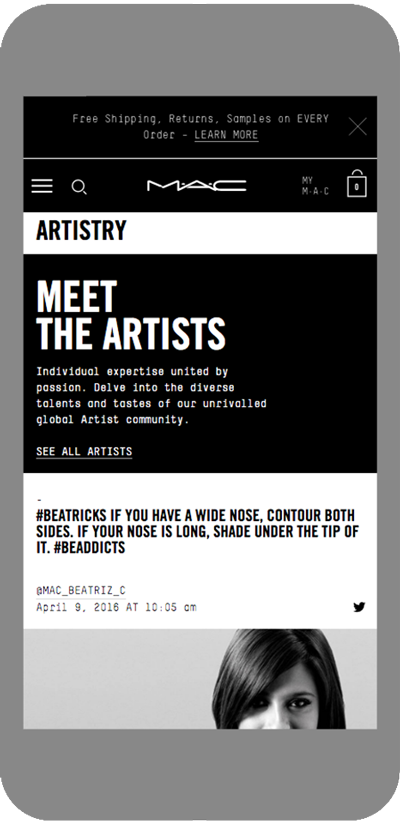 Free Shipping, Returns, Samples on EVERY
Order - LEARN MORE
M·A·C
MY
M·A·C
0
ARTISTRY
MEET
THE ARTISTS
Individual expertise united by
passion. Delve into the diverse
talents and tastes of our unrivalled
global Artist community.
SEE ALL ARTISTS
-
#BEATRICKS IF YOU HAVE A WIDE NOSE, CONTOUR BOTH
SIDES. IF YOUR NOSE IS LONG, SHADE UNDER THE TIP OF
IT. #BEADDICTS
@MAC_BEATRIZ_C
April 9, 2016 AT 10:05 am